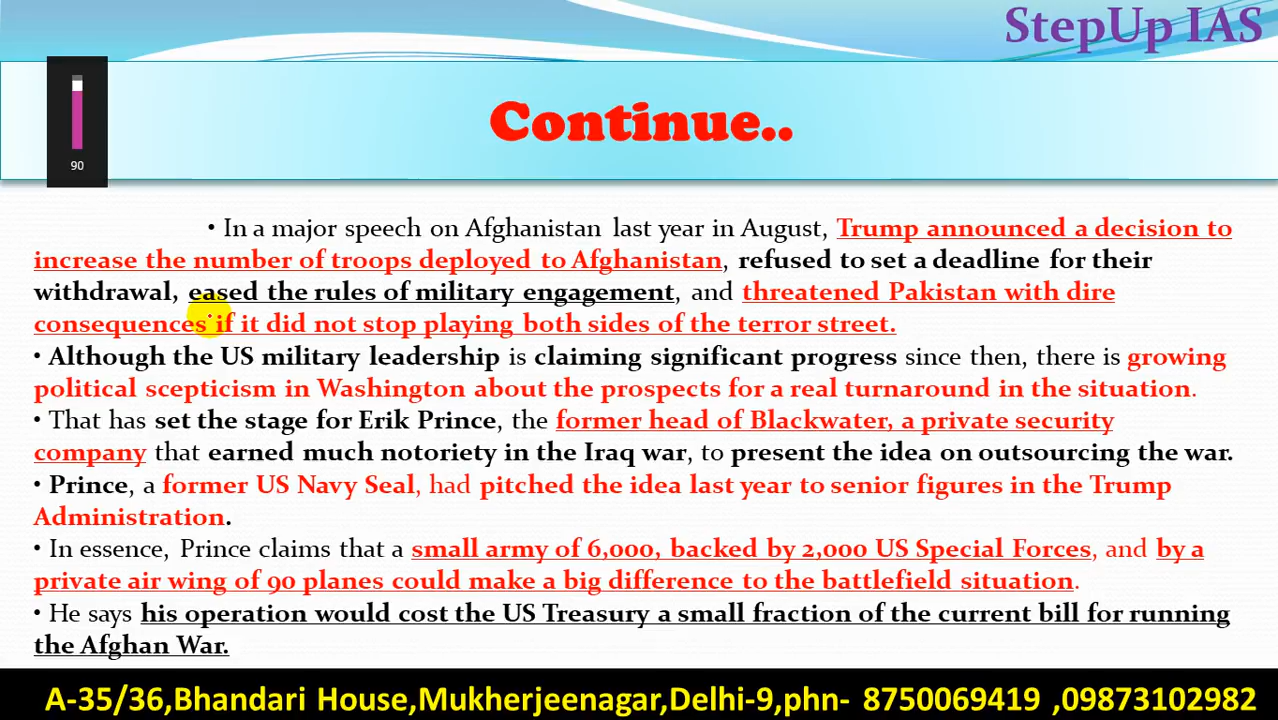 StepUp IAS
90
Continue..
• In a major speech on Afghanistan last year in August, Trump announced a decision to
increase the number of troops deployed to Afghanistan, refused to set a deadline for their
withdrawal, eased the rules of military engagement, and threatened Pakistan with dire
consequences if it did not stop playing both sides of the terror street.
• Although the US military leadership is claiming significant progress since then, there is growing
political scepticism in Washington about the prospects for a real turnaround in the situation.
• That has set the stage for Erik Prince, the former head of Blackwater, a private security
company that earned much notoriety in the Iraq war, to present the idea on outsourcing the war.
• Prince, a former US Navy Seal, had pitched the idea last year to senior figures in the Trump
Administration.
• In essence, Prince claims that a small army of 6,000, backed by 2,000 US Special Forces, and by a
private air wing of 90 planes could make a big difference to the battlefield situation.
• He says his operation would cost the US Treasury a small fraction of the current bill for running
the Afghan War.
A-35/36,Bhandari House,Mukherjeenagar,Delhi-9,phn- 8750069419 ,09873102982